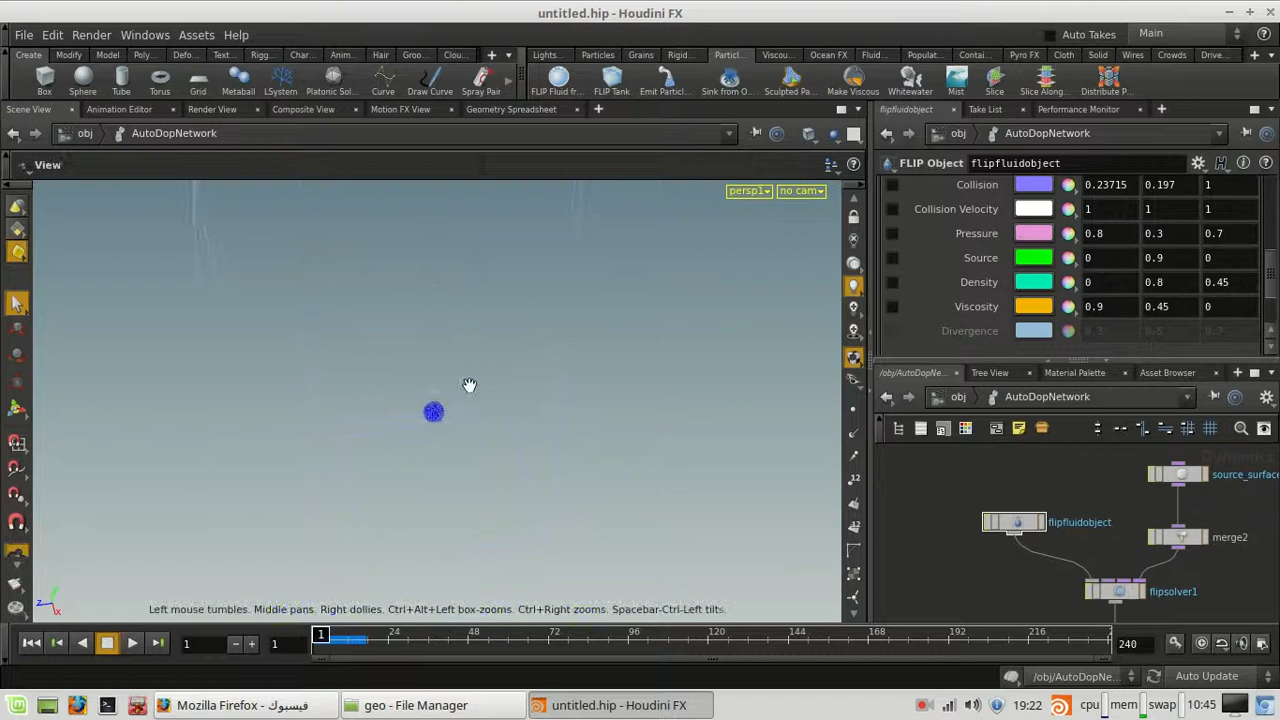 untitled.hip - Houdini FX
File Edit Render Windows Assets Help
Auto Takes Main
Create Modify Model Poly... Defo... Text... Rigg... Char... Anim... Hair Groo... Clou...
Lights... Particles Grains Rigid... Particl... Viscou... Ocean FX Fluid... Populat... Contai... Pyro FX Cloth Solid Wires Crowds Drive...
Box Sphere Tube Torus Grid Metaball LSystem Platonic Sol... Curve Draw Curve Spray Pair
FLIP Fluid fr... FLIP Tank Emit Particl... Sink from O... Sculpted Pa... Make Viscous Whitewater Mist Slice Slice Along... Distribute P...
Scene View Animation Editor Render View Composite View Motion FX View Geometry Spreadsheet
flipfluidobject Take List Performance Monitor
obj AutoDopNetwork
obj AutoDopNetwork
View
FLIP Object flipfluidobject
persp1 no cam
Collision 0.23715 0.197 1
Collision Velocity 1 1 1
Pressure 0.8 0.3 0.7
Source 0 0.9 0
Density 0 0.8 0.45
Viscosity 0.9 0.45 0
Divergence
/obj/AutoDopNe... Tree View Material Palette Asset Browser
obj AutoDopNetwork
source_surface
flipfluidobject
merge2
flipsolver1
12
12
z x y
Left mouse tumbles. Middle pans. Right dollies. Ctrl+Alt+Left box-zooms. Ctrl+Right zooms. Spacebar-Ctrl-Left tilts.
1 1 1 24 48 72 96 120 144 168 192 216 2 240
/obj/AutoDopNe... Auto Update
Mozilla Firefox - فيسبوك
geo - File Manager
untitled.hip - Houdini FX
19:22 cpu mem swap 10:45